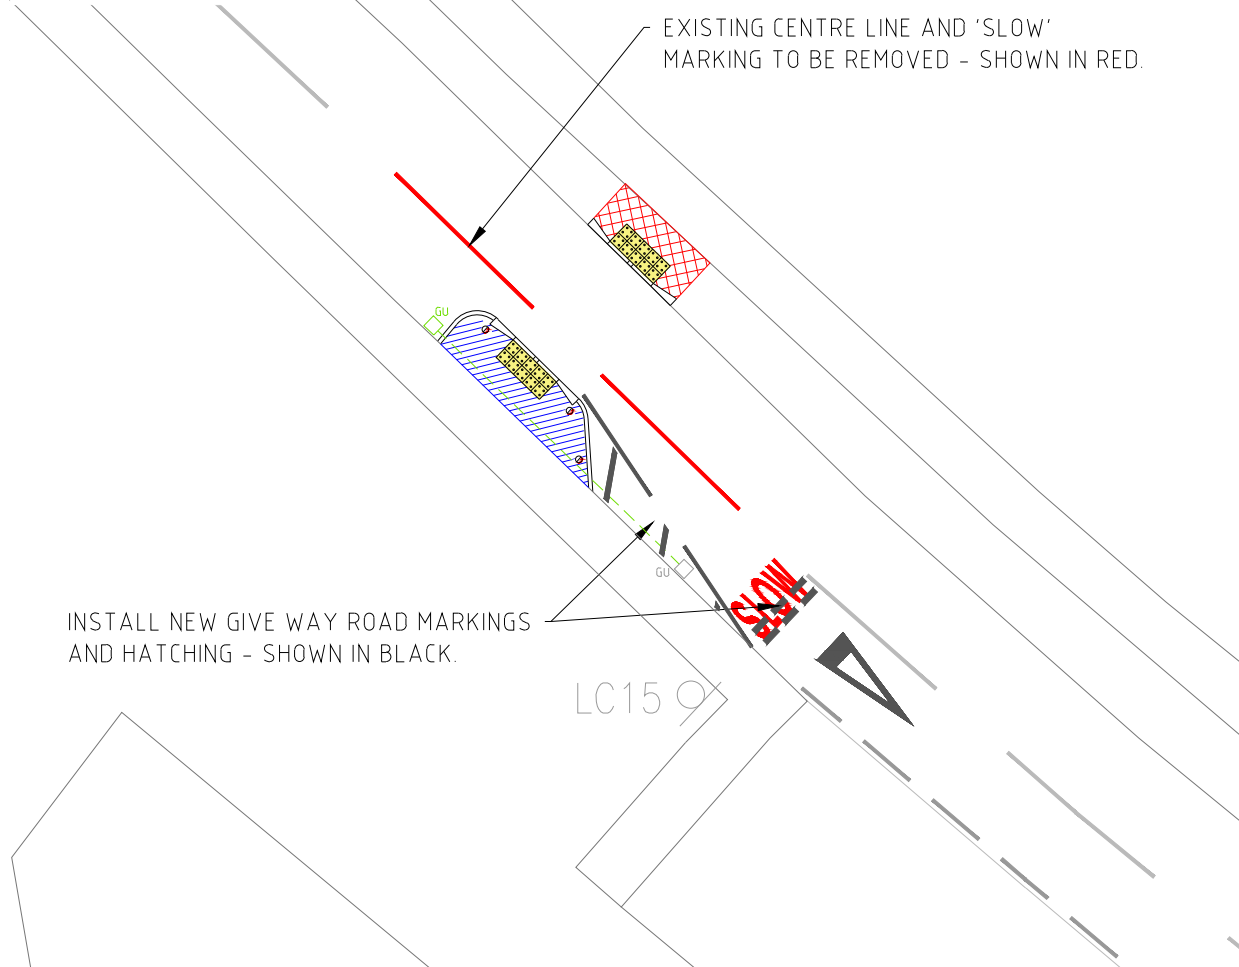 EXISTING CENTRE LINE AND 'SLOW'
MARKING TO BE REMOVED - SHOWN IN RED.
GU
GU
SLOW
INSTALL NEW GIVE WAY ROAD MARKINGS
AND HATCHING - SHOWN IN BLACK.
LC15